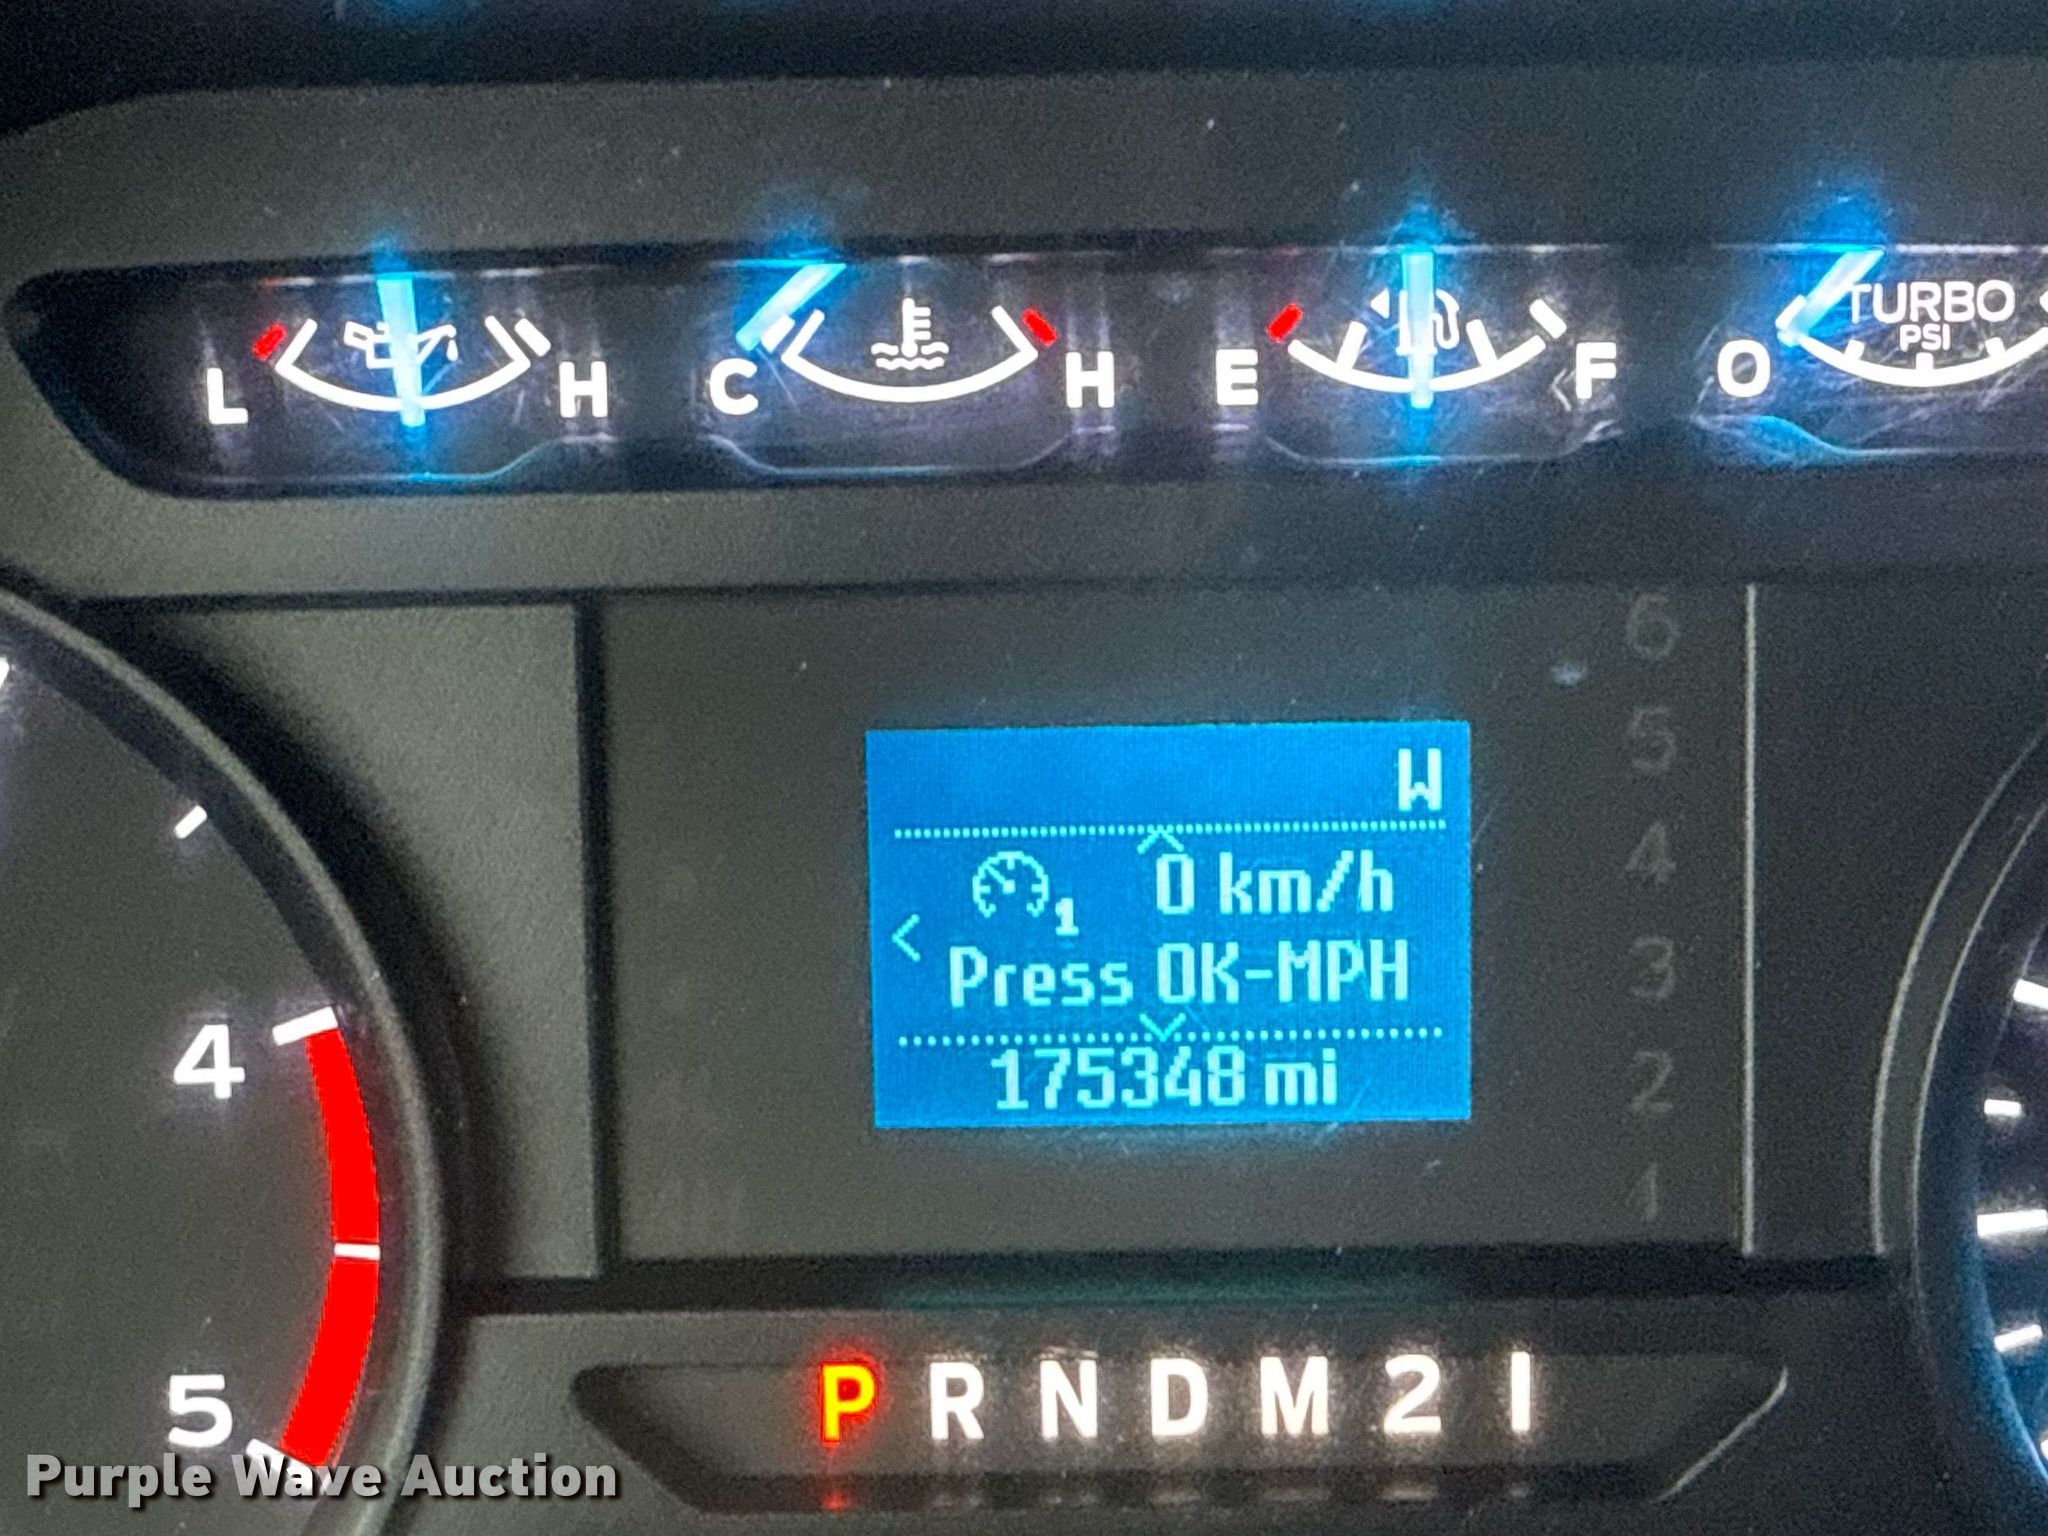 L H C H E F O TURBO
PSI
6
5
4
3
2
1
W
1 0 km/h
Press OK-MPH
175348 mi
4
5
P R N D M 2 1
Purple Wave Auction